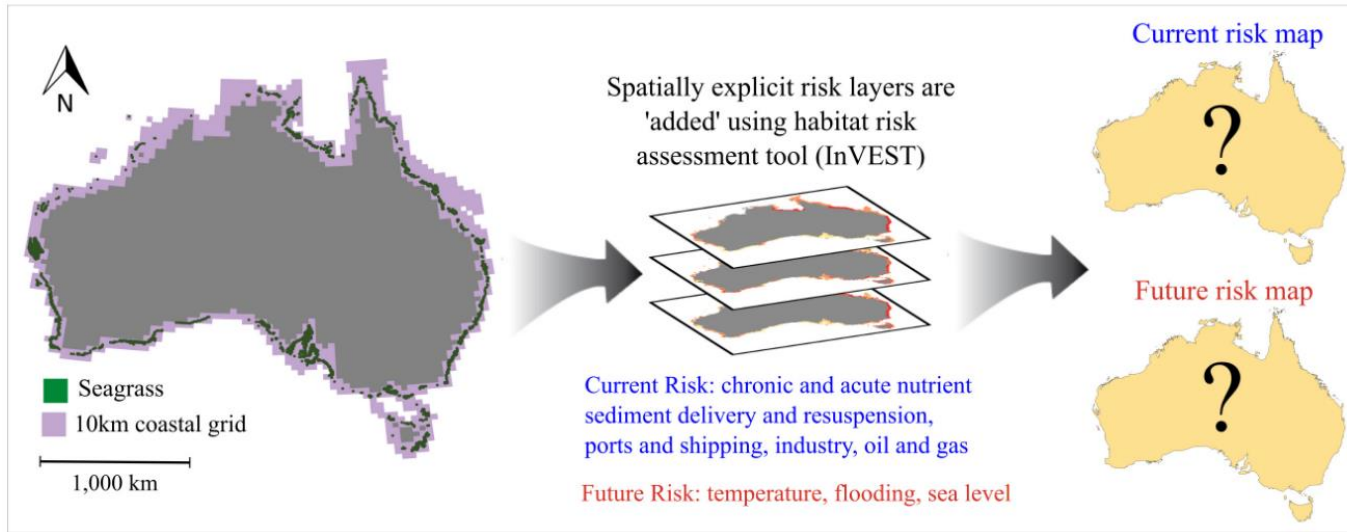 N
Seagrass
10km coastal grid
1,000 km
Spatially explicit risk layers are
'added' using habitat risk
assessment tool (InVEST)
Current Risk: chronic and acute nutrient
sediment delivery and resuspension,
ports and shipping, industry, oil and gas
Future Risk: temperature, flooding, sea level
Current risk map
?
Future risk map
?